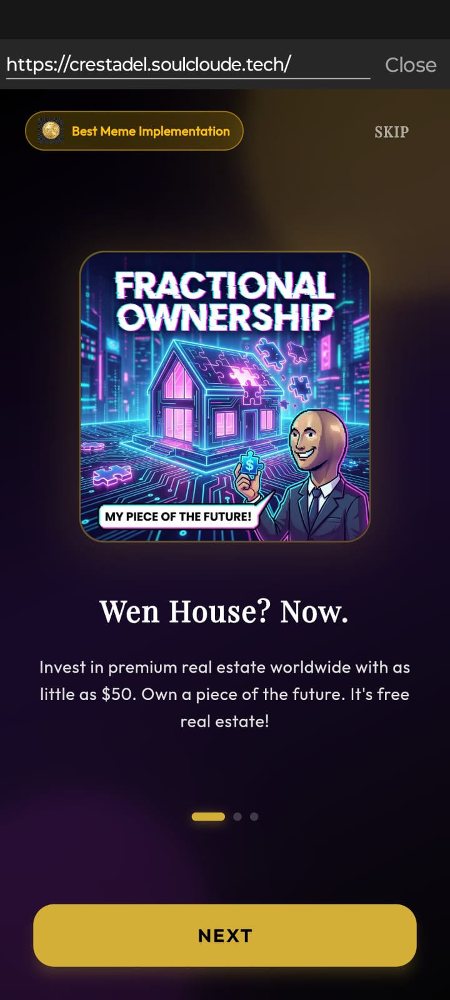 https://crestadel.soulcloude.tech/
Close
Best Meme Implementation
SKIP
FRACTIONAL
OWNERSHIP
$
MY PIECE OF THE FUTURE!
Wen House? Now.
Invest in premium real estate worldwide with as
little as $50. Own a piece of the future. It's free
real estate!
NEXT